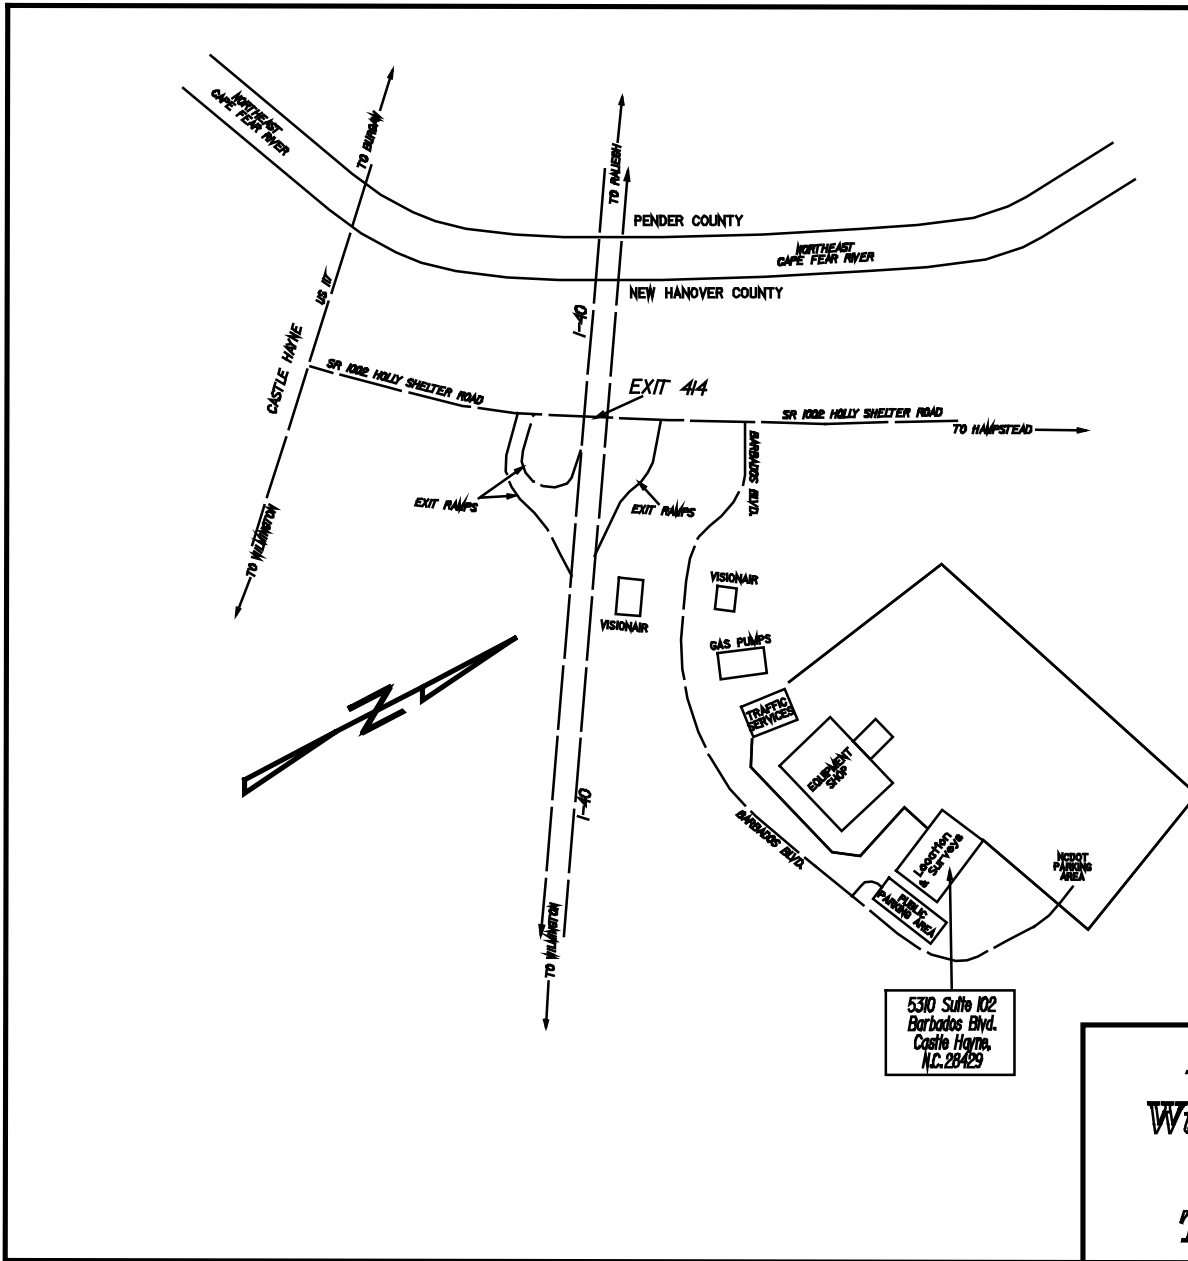 NORTHEAST
CAPE FEAR RIVER
TO BURGAW
TO RALIEGH
PENDER COUNTY
NORTHEAST
CAPE FEAR RIVER
NEW HANOVER COUNTY
US 117
I-40
CASTLE HAYNE
SR 1002 HOLLY SHELTER ROAD
EXIT 414
SR 1002 HOLLY SHELTER ROAD
TO HAMPSTEAD
BARBADOS BLVD.
EXIT RAMPS
EXIT RAMPS
TO WILMINGTON
VISIONAIR
VISIONAIR
GAS PUMPS
N
TRAFFIC
SERVICES
EQUIPMENT
SHOP
I-40
BARBADOS BLVD.
Location
& Surveys
NCDOT
PARKING
AREA
PUBLIC
PARKING AREA
TO WILMINGTON
5310 Suite 102
Barbados Blvd.
Castle Hayne,
N.C. 28429